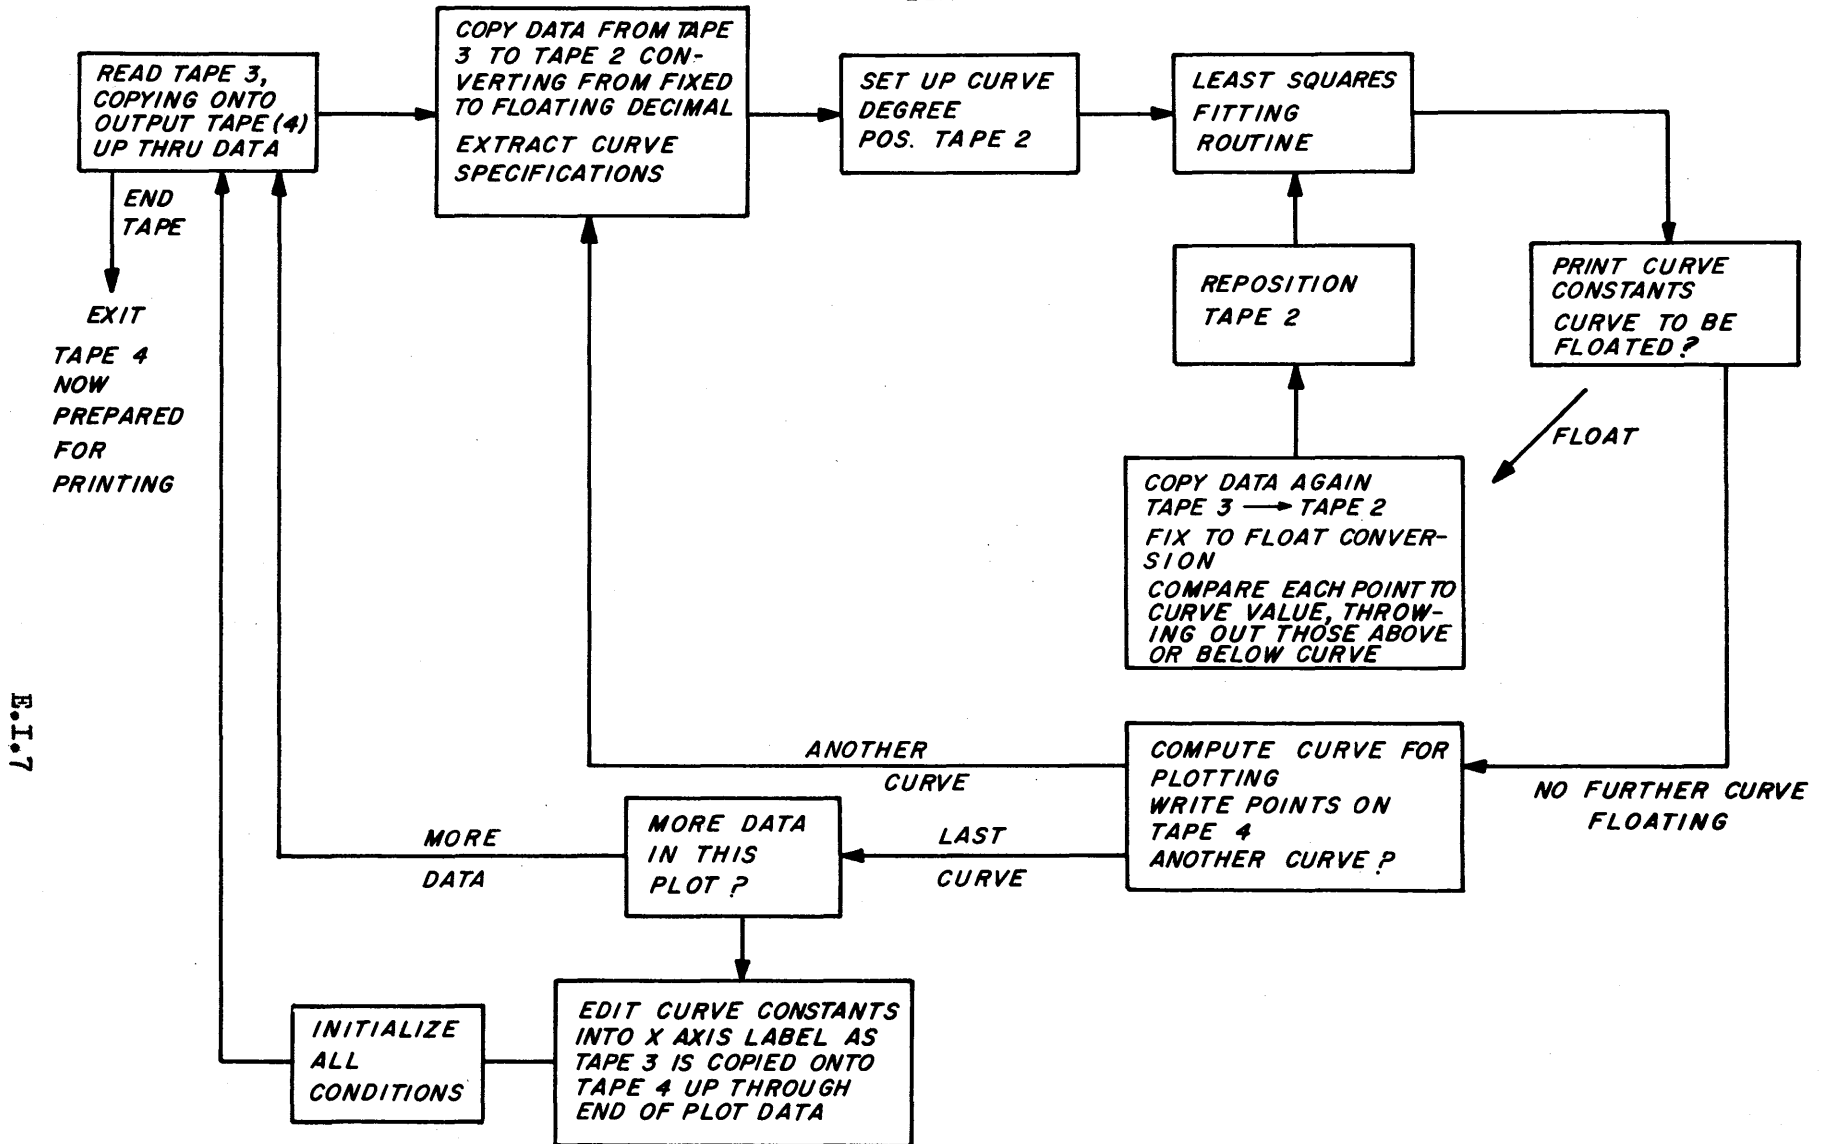 READ TAPE 3,
COPYING ONTO
OUTPUT TAPE (4)
UP THRU DATA
END
TAPE
EXIT
TAPE 4
NOW
PREPARED
FOR
PRINTING
COPY DATA FROM TAPE
3 TO TAPE 2 CON-
VERTING FROM FIXED
TO FLOATING DECIMAL
EXTRACT CURVE
SPECIFICATIONS
SET UP CURVE
DEGREE
POS. TAPE 2
LEAST SQUARES
FITTING
ROUTINE
REPOSITION
TAPE 2
PRINT CURVE
CONSTANTS
CURVE TO BE
FLOATED?
FLOAT
COPY DATA AGAIN
TAPE 3 → TAPE 2
FIX TO FLOAT CONVER-
SION
COMPARE EACH POINT TO
CURVE VALUE, THROW-
ING OUT THOSE ABOVE
OR BELOW CURVE
NO FURTHER CURVE
FLOATING
COMPUTE CURVE FOR
PLOTTING
WRITE POINTS ON
TAPE 4
ANOTHER CURVE?
ANOTHER
CURVE
LAST
CURVE
MORE DATA
IN THIS
PLOT?
MORE
DATA
EDIT CURVE CONSTANTS
INTO X AXIS LABEL AS
TAPE 3 IS COPIED ONTO
TAPE 4 UP THROUGH
END OF PLOT DATA
INITIALIZE
ALL
CONDITIONS
E.I.7